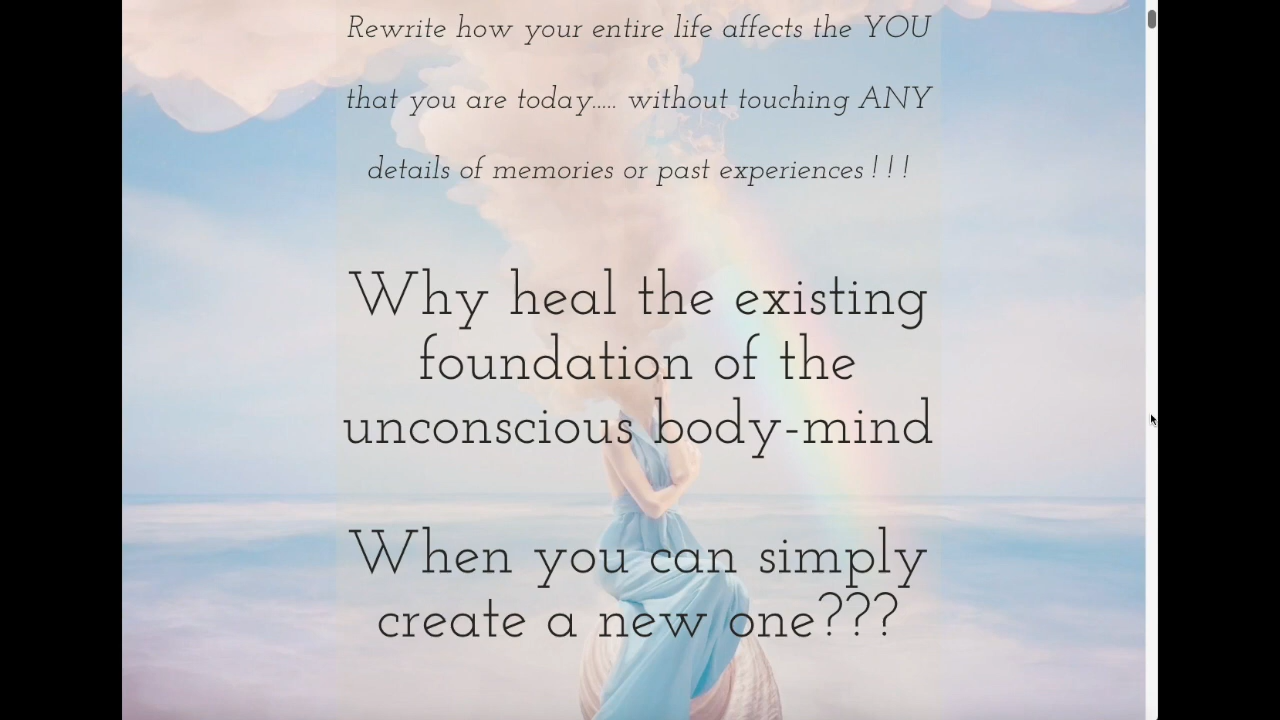 Rewrite how your entire life affects the YOU
that you are today..... without touching ANY
details of memories or past experiences ! ! !
Why heal the existing
foundation of the
unconscious body-mind
When you can simply
create a new one???